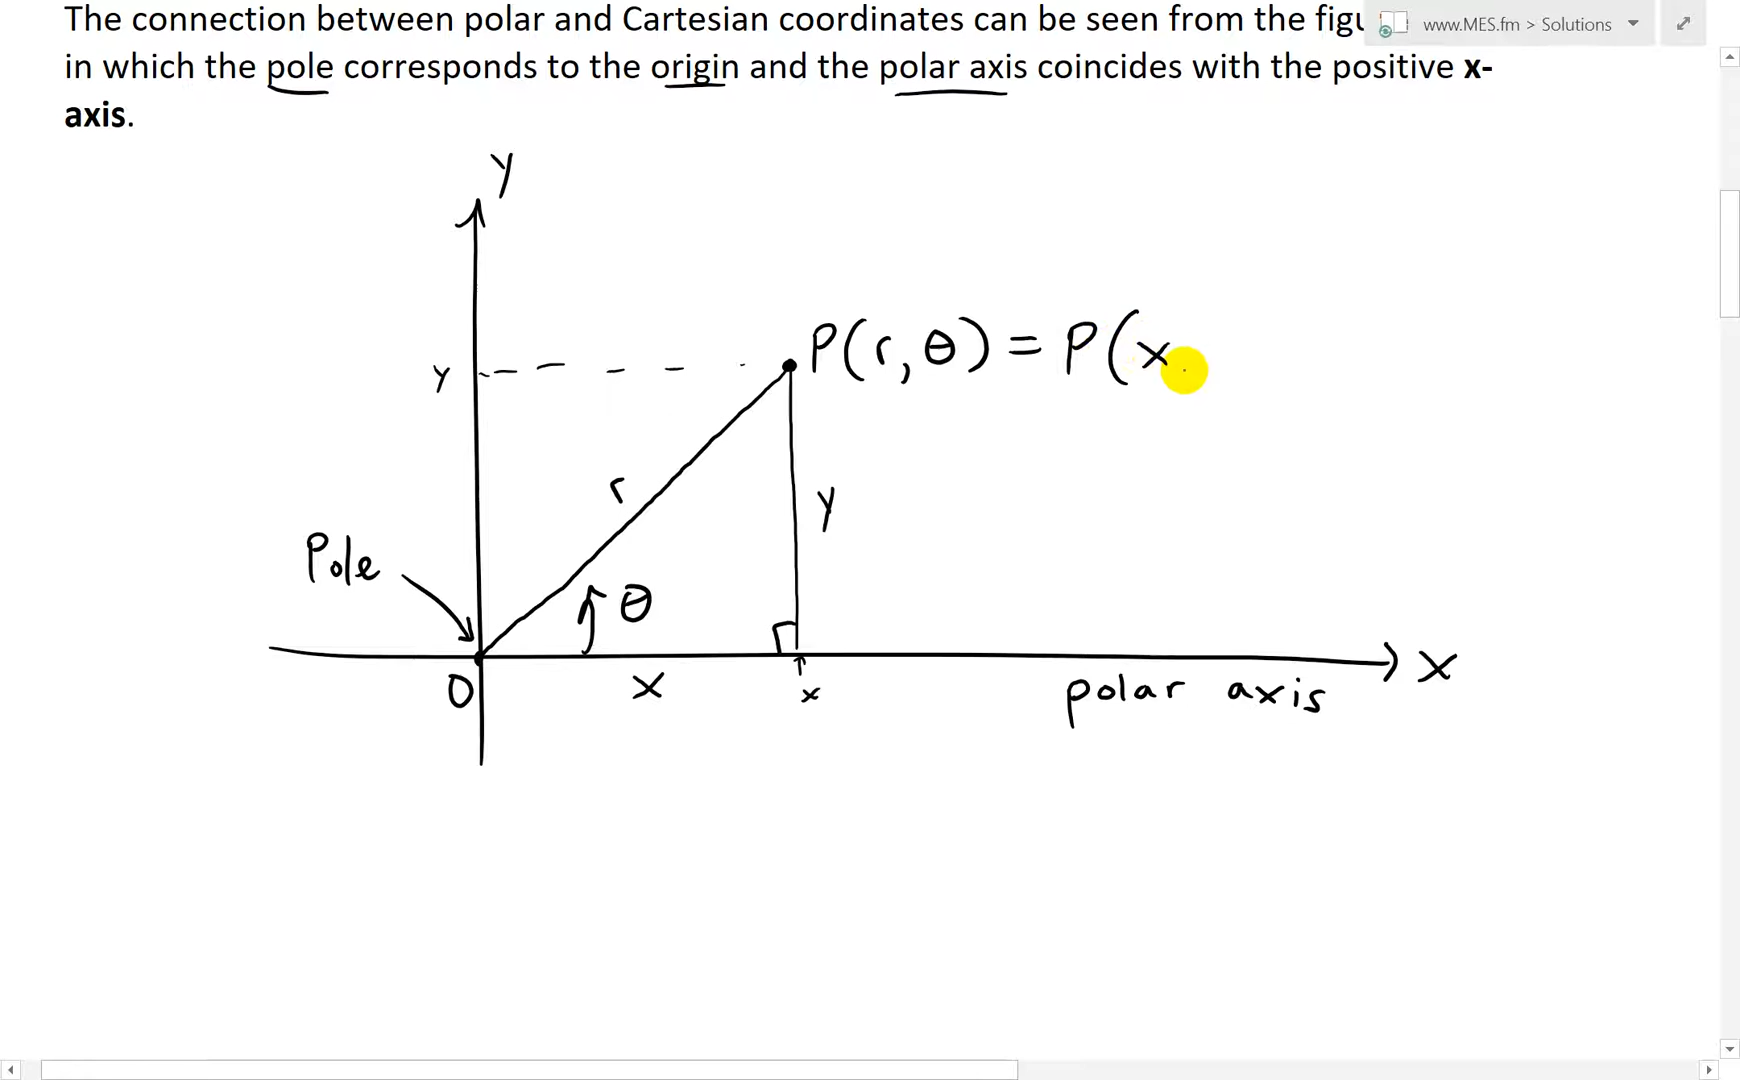 The connection between polar and Cartesian coordinates can be seen from the figu
www.MES.fm > Solutions
in which the pole corresponds to the origin and the polar axis coincides with the positive x-
axis.
y
P(r, θ) = P(x
y
r
y
Pole
θ
x
0
x
x
polar axis